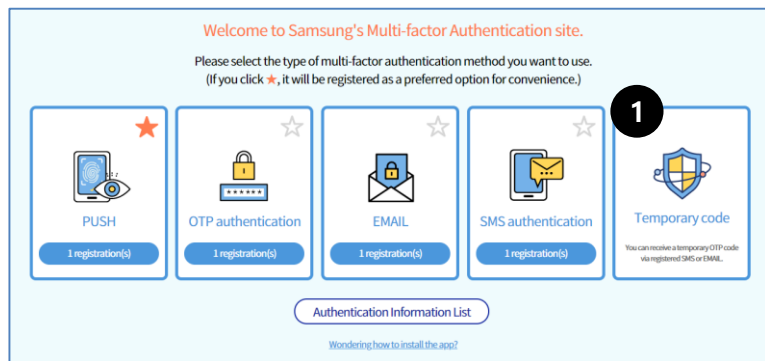 Welcome to Samsung's Multi-factor Authentication site.
Please select the type of multi-factor authentication method you want to use.
(If you click ★, it will be registered as a preferred option for convenience.)
1
PUSH
1 registration(s)
OTP authentication
1 registration(s)
EMAIL
1 registration(s)
SMS authentication
1 registration(s)
Temporary code
You can receive a temporary OTP code
via registered SMS or EMAIL.
Authentication Information List
Wondering how to install the app?